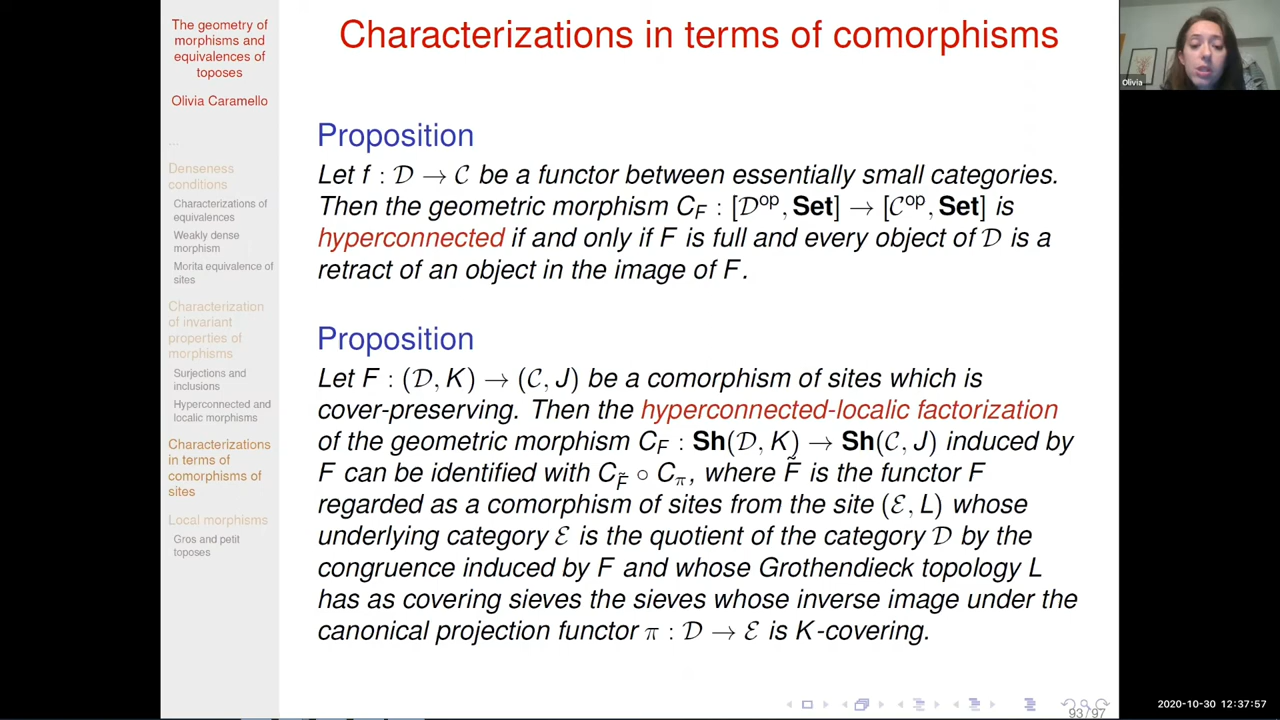 The geometry of
morphisms and
equivalences of
toposes
Olivia Caramello
...
Denseness
conditions
Characterizations of
equivalences
Weakly dense
morphism
Morita equivalence of
sites
Characterization
of invariant
properties of
morphisms
Surjections and
inclusions
Hyperconnected and
localic morphisms
Characterizations
in terms of
comorphisms of
sites
Local morphisms
Gros and petit
toposes
Characterizations in terms of comorphisms
Proposition
Let f : 𝒟 → 𝒞 be a functor between essentially small categories.
Then the geometric morphism C_F : [𝒟^op, Set] → [𝒞^op, Set] is
hyperconnected if and only if F is full and every object of 𝒟 is a
retract of an object in the image of F.
Proposition
Let F : (𝒟, K) → (𝒞, J) be a comorphism of sites which is
cover-preserving. Then the hyperconnected-localic factorization
of the geometric morphism C_F : Sh(𝒟, K) → Sh(𝒞, J) induced by
F can be identified with C_F̃ ∘ C_π, where F̃ is the functor F
regarded as a comorphism of sites from the site (ℰ, L) whose
underlying category ℰ is the quotient of the category 𝒟 by the
congruence induced by F and whose Grothendieck topology L
has as covering sieves the sieves whose inverse image under the
canonical projection functor π : 𝒟 → ℰ is K-covering.
93/97
Olivia
2020-10-30 12:37:57